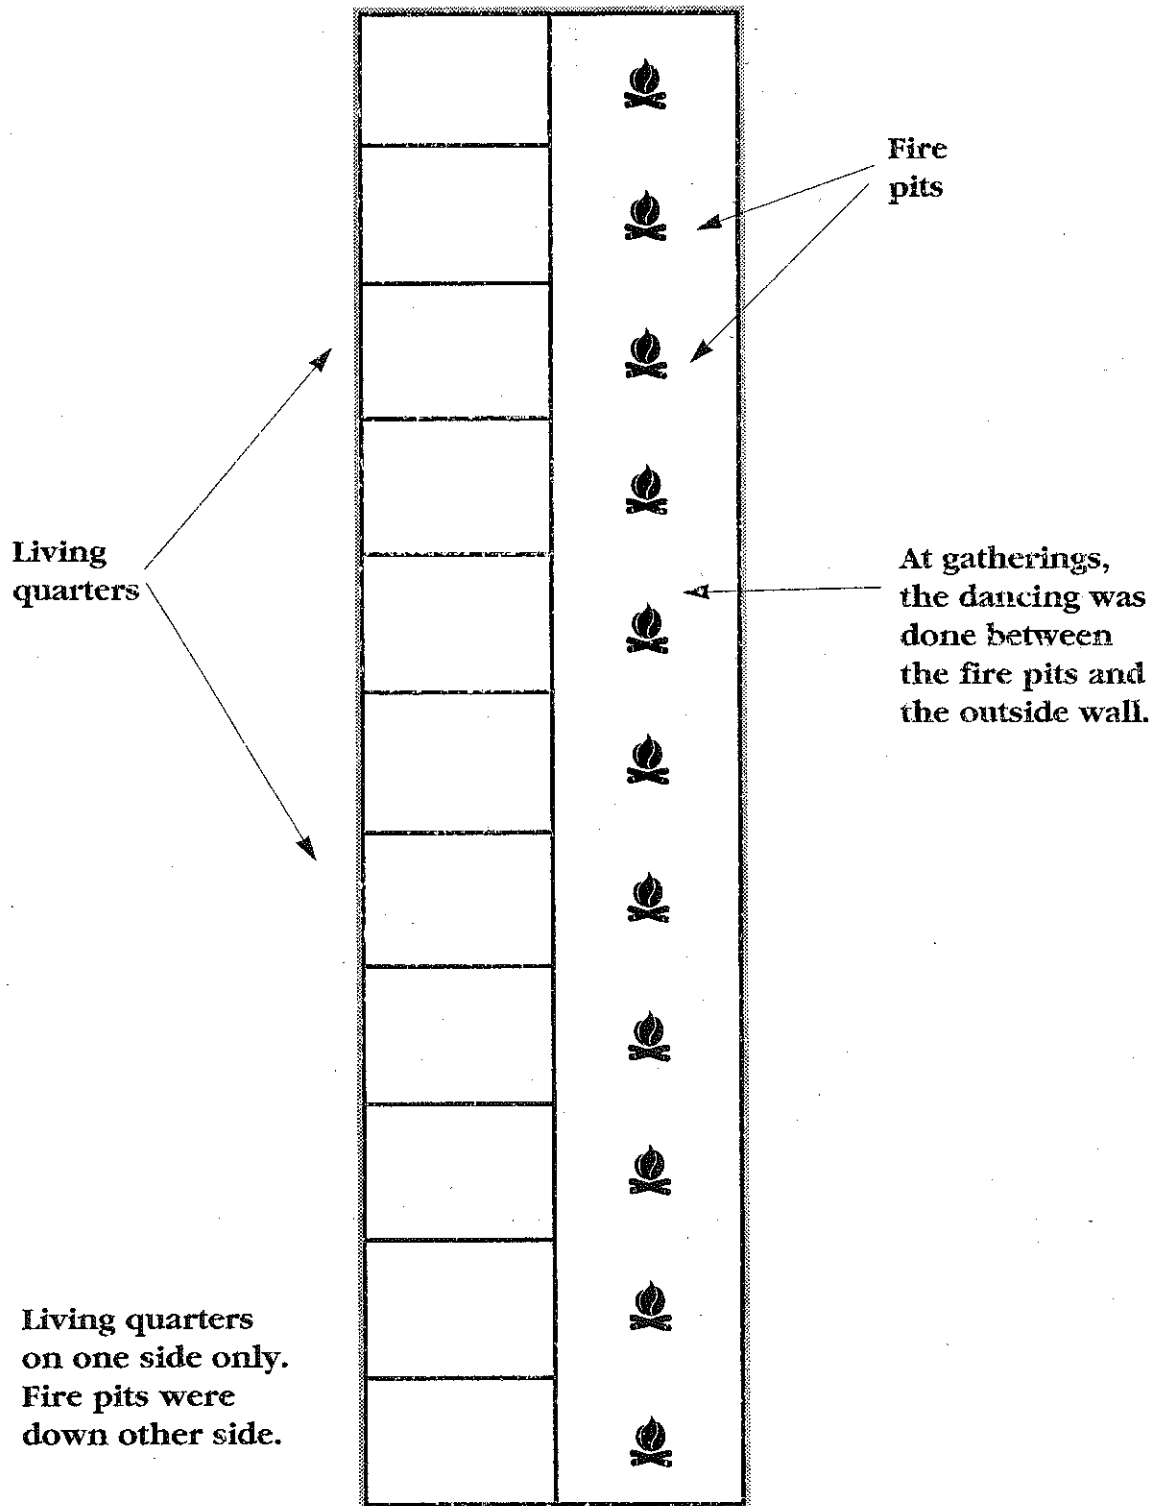 Fire
pits
Living
quarters
At gatherings,
the dancing was
done between
the fire pits and
the outside wall.
Living quarters
on one side only.
Fire pits were
down other side.